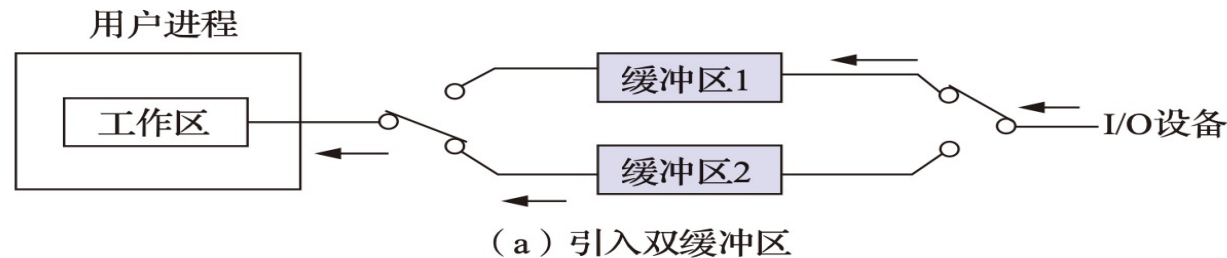 用户进程
缓冲区1
工作区
I/O设备
缓冲区2
（a）引入双缓冲区